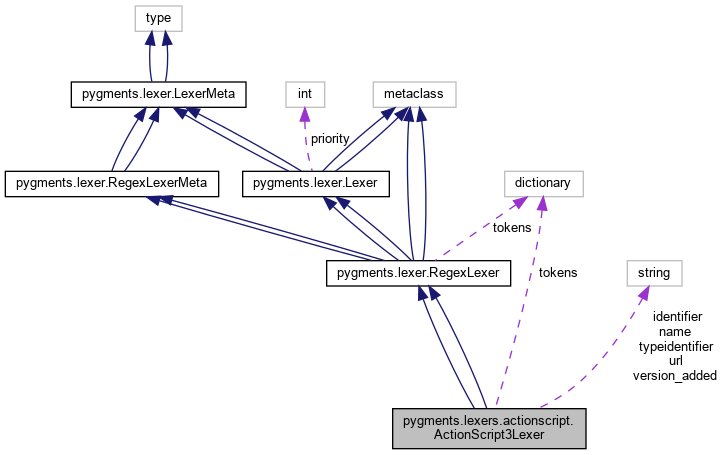 type
pygments.lexer.LexerMeta
int
metaclass
priority
pygments.lexer.RegexLexerMeta
pygments.lexer.Lexer
dictionary
tokens
pygments.lexer.RegexLexer
tokens
string
identifier
name
typeidentifier
url
version_added
pygments.lexers.actionscript.
ActionScript3Lexer